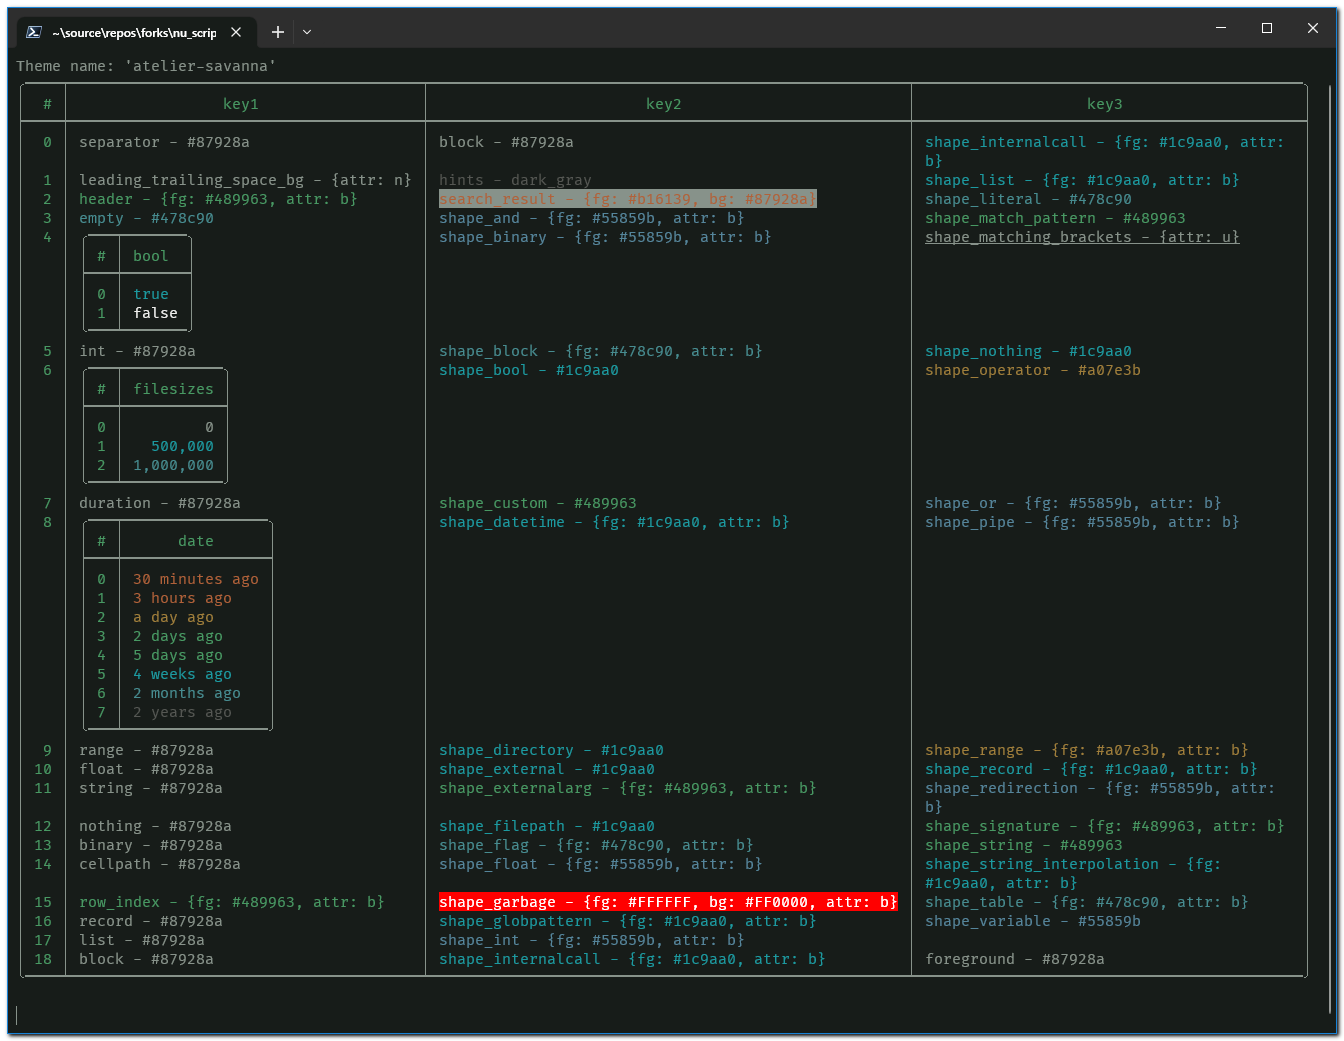 ~\source\repos\forks\nu_scrip
Theme name: 'atelier-savanna'
# key1 key2 key3
0 separator - #87928a block - #87928a shape_internalcall - {fg: #1c9aa0, attr:
b}
1 leading_trailing_space_bg - {attr: n} hints - dark_gray shape_list - {fg: #1c9aa0, attr: b}
2 header - {fg: #489963, attr: b} search_result - {fg: #b16139, bg: #87928a} shape_literal - #478c90
3 empty - #478c90 shape_and - {fg: #55859b, attr: b} shape_match_pattern - #489963
4 shape_binary - {fg: #55859b, attr: b} shape_matching_brackets - {attr: u}
# bool
0 true
1 false
5 int - #87928a shape_block - {fg: #478c90, attr: b} shape_nothing - #1c9aa0
6 shape_bool - #1c9aa0 shape_operator - #a07e3b
# filesizes
0 0
1 500,000
2 1,000,000
7 duration - #87928a shape_custom - #489963 shape_or - {fg: #55859b, attr: b}
8 shape_datetime - {fg: #1c9aa0, attr: b} shape_pipe - {fg: #55859b, attr: b}
# date
0 30 minutes ago
1 3 hours ago
2 a day ago
3 2 days ago
4 5 days ago
5 4 weeks ago
6 2 months ago
7 2 years ago
9 range - #87928a shape_directory - #1c9aa0 shape_range - {fg: #a07e3b, attr: b}
10 float - #87928a shape_external - #1c9aa0 shape_record - {fg: #1c9aa0, attr: b}
11 string - #87928a shape_externalarg - {fg: #489963, attr: b} shape_redirection - {fg: #55859b, attr:
b}
12 nothing - #87928a shape_filepath - #1c9aa0 shape_signature - {fg: #489963, attr: b}
13 binary - #87928a shape_flag - {fg: #478c90, attr: b} shape_string - #489963
14 cellpath - #87928a shape_float - {fg: #55859b, attr: b} shape_string_interpolation - {fg:
#1c9aa0, attr: b}
15 row_index - {fg: #489963, attr: b} shape_garbage - {fg: #FFFFFF, bg: #FF0000, attr: b} shape_table - {fg: #478c90, attr: b}
16 record - #87928a shape_globpattern - {fg: #1c9aa0, attr: b} shape_variable - #55859b
17 list - #87928a shape_int - {fg: #55859b, attr: b}
18 block - #87928a shape_internalcall - {fg: #1c9aa0, attr: b} foreground - #87928a